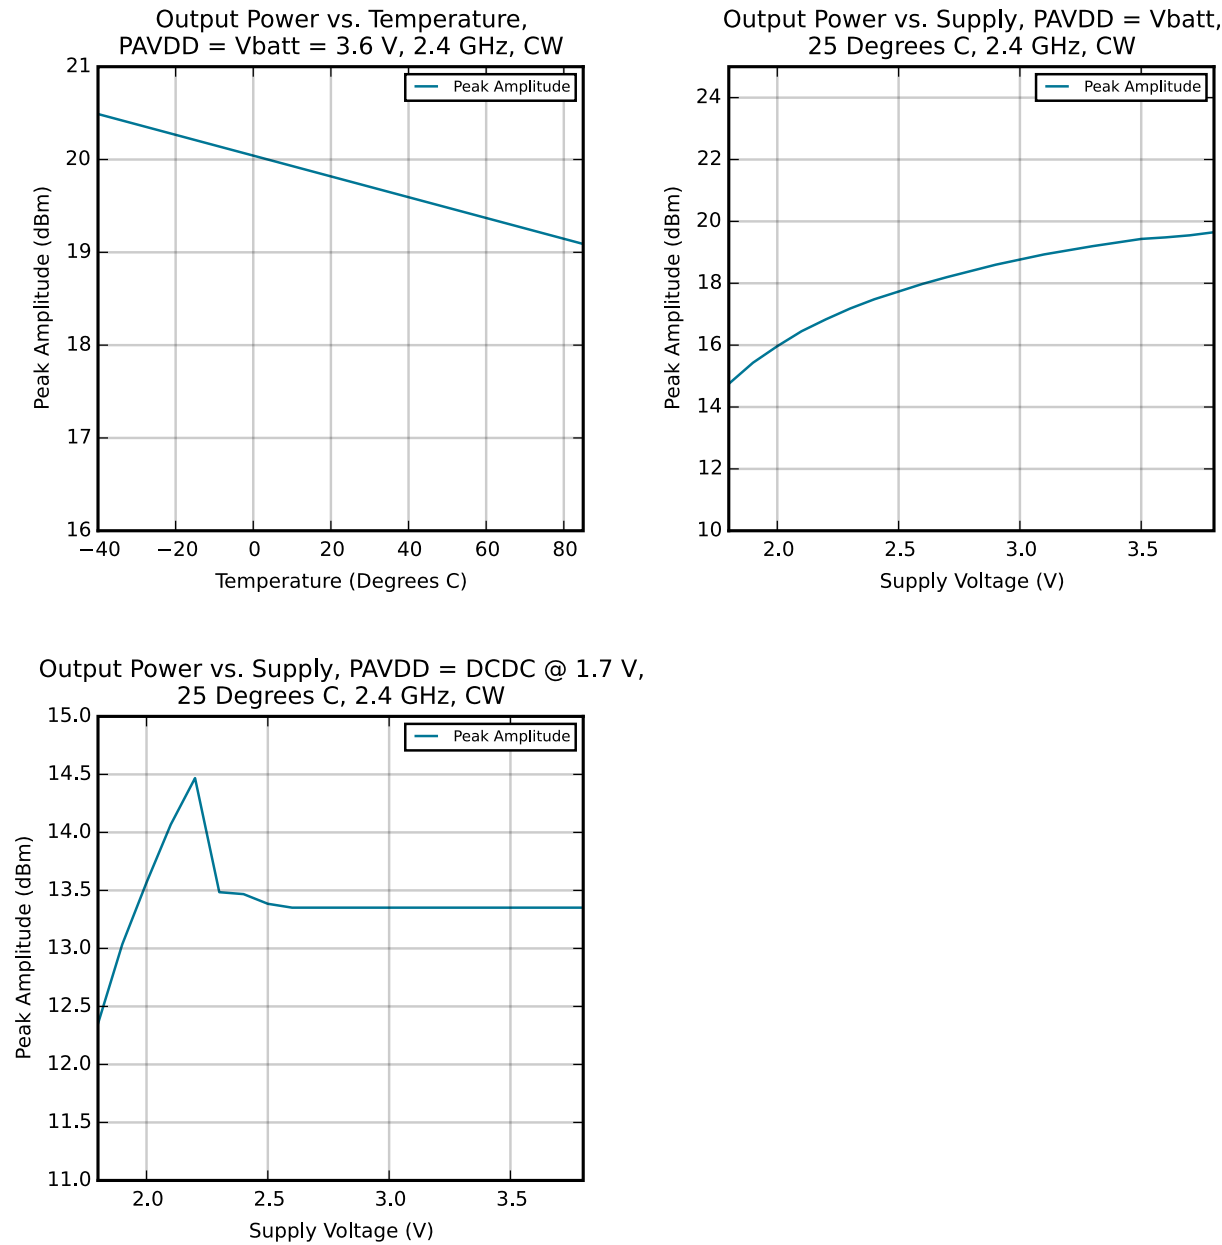 Output Power vs. Temperature,
PAVDD = Vbatt = 3.6 V, 2.4 GHz, CW
Peak Amplitude
21
20
19
18
17
16
Peak Amplitude (dBm)
−40
−20
0
20
40
60
80
Temperature (Degrees C)
Output Power vs. Supply, PAVDD = Vbatt,
25 Degrees C, 2.4 GHz, CW
Peak Amplitude
24
22
20
18
16
14
12
10
Peak Amplitude (dBm)
2.0
2.5
3.0
3.5
Supply Voltage (V)
Output Power vs. Supply, PAVDD = DCDC @ 1.7 V,
25 Degrees C, 2.4 GHz, CW
Peak Amplitude
15.0
14.5
14.0
13.5
13.0
12.5
12.0
11.5
11.0
Peak Amplitude (dBm)
2.0
2.5
3.0
3.5
Supply Voltage (V)